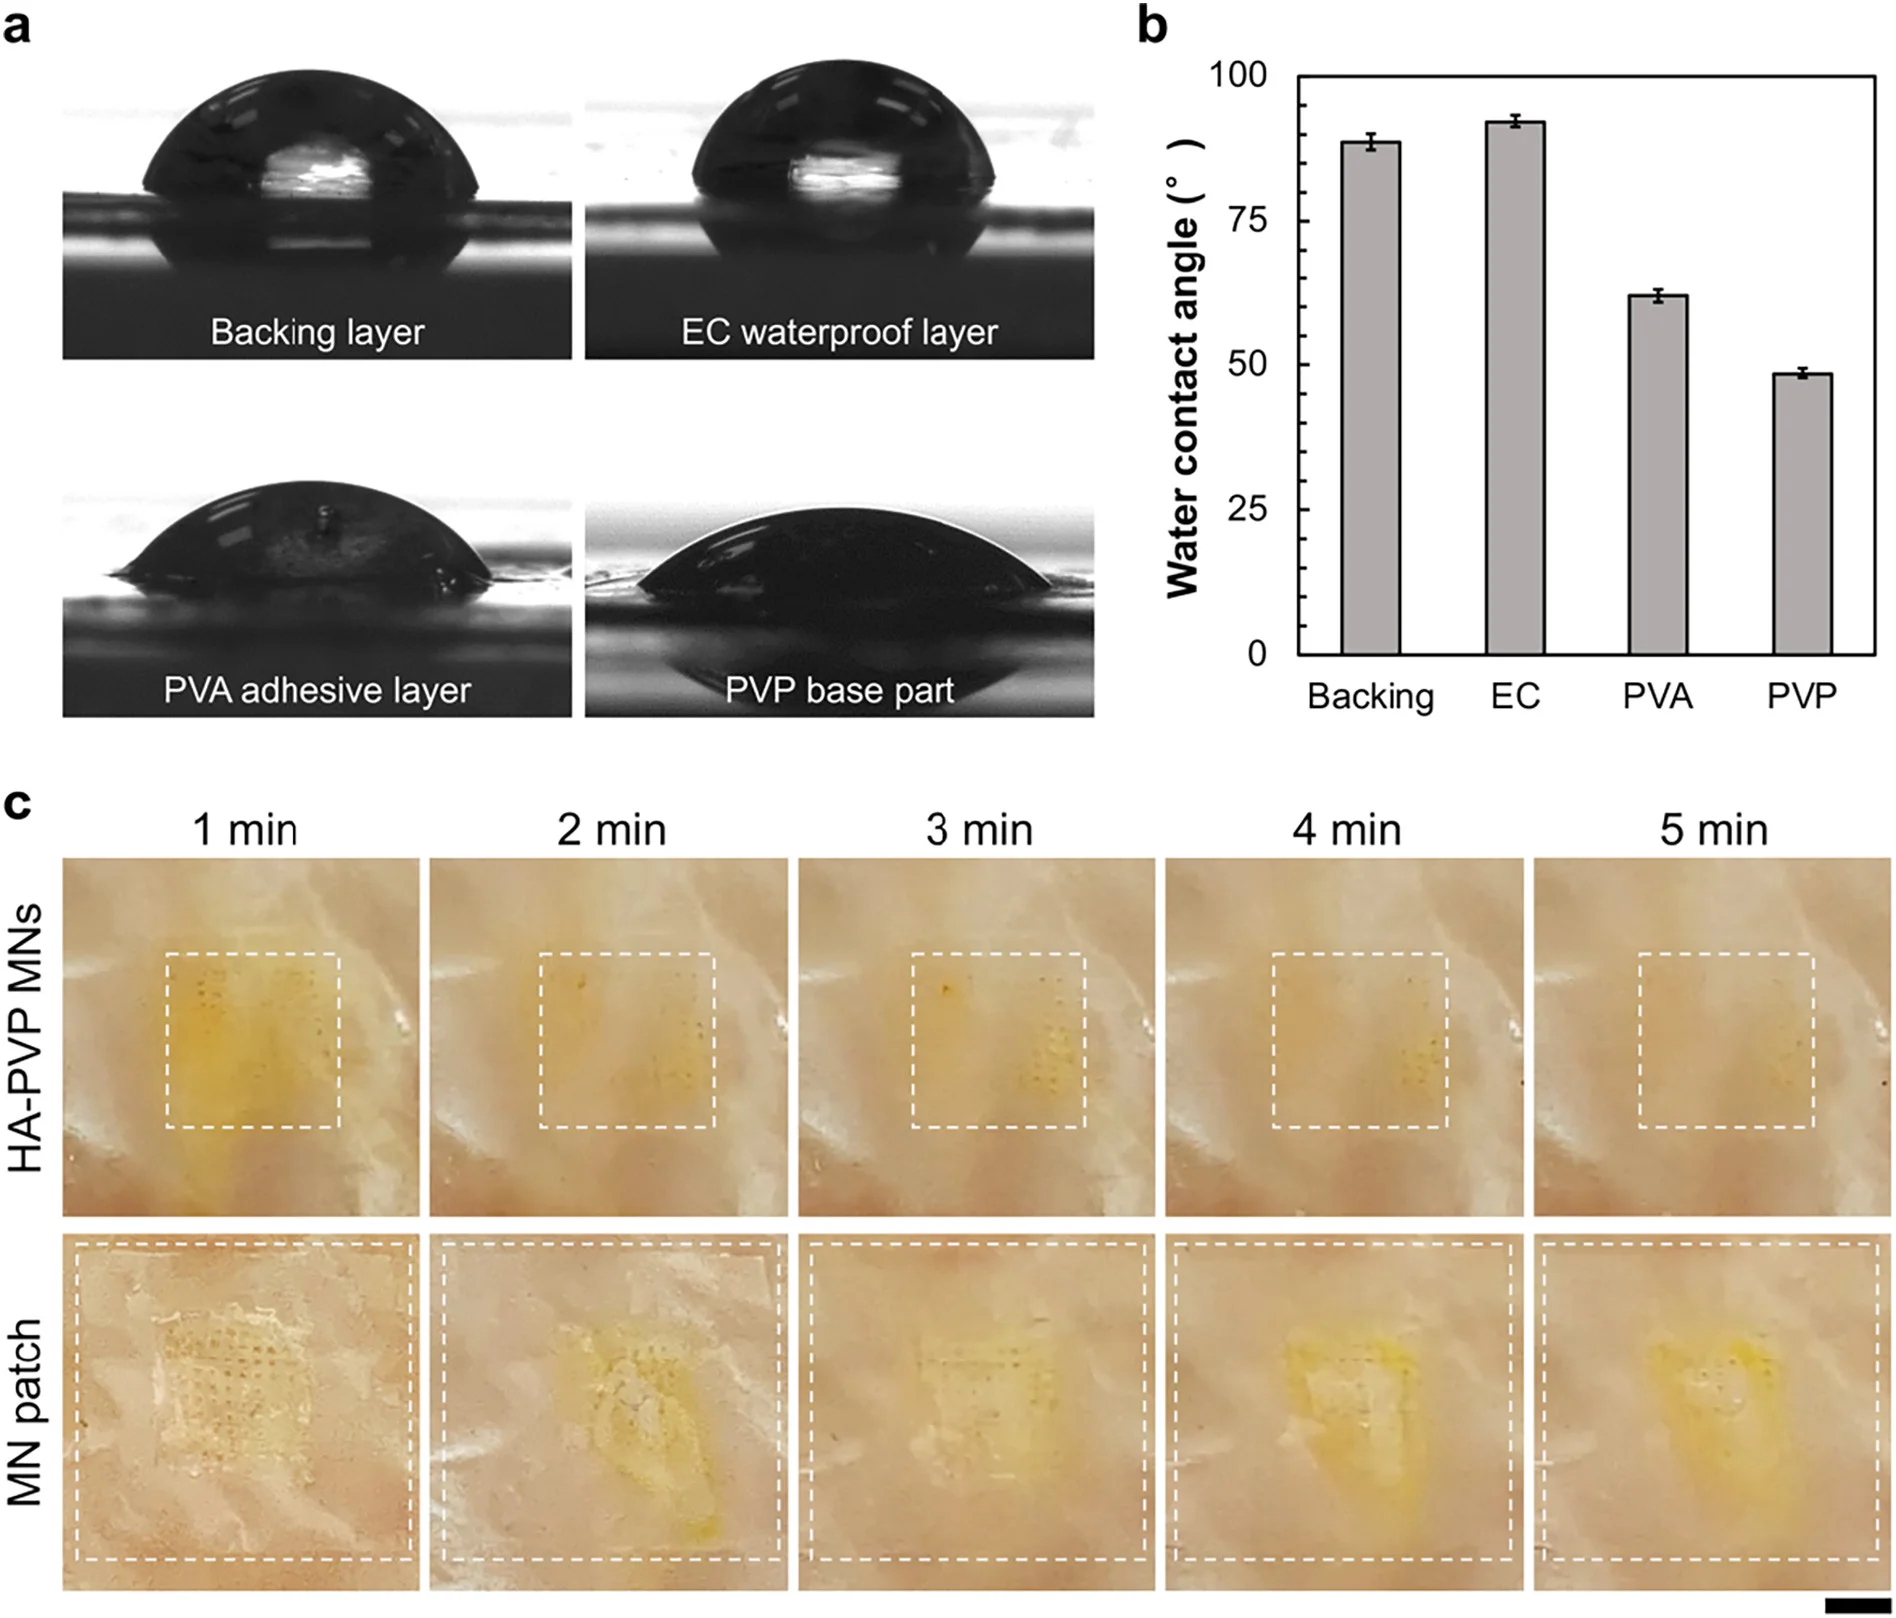 a
Backing layer
EC waterproof layer
PVA adhesive layer
PVP base part
b
Water contact angle (° )
100
75
50
25
0
Backing EC PVA PVP
c
1 min 2 min 3 min 4 min 5 min
HA-PVP MNs
MN patch